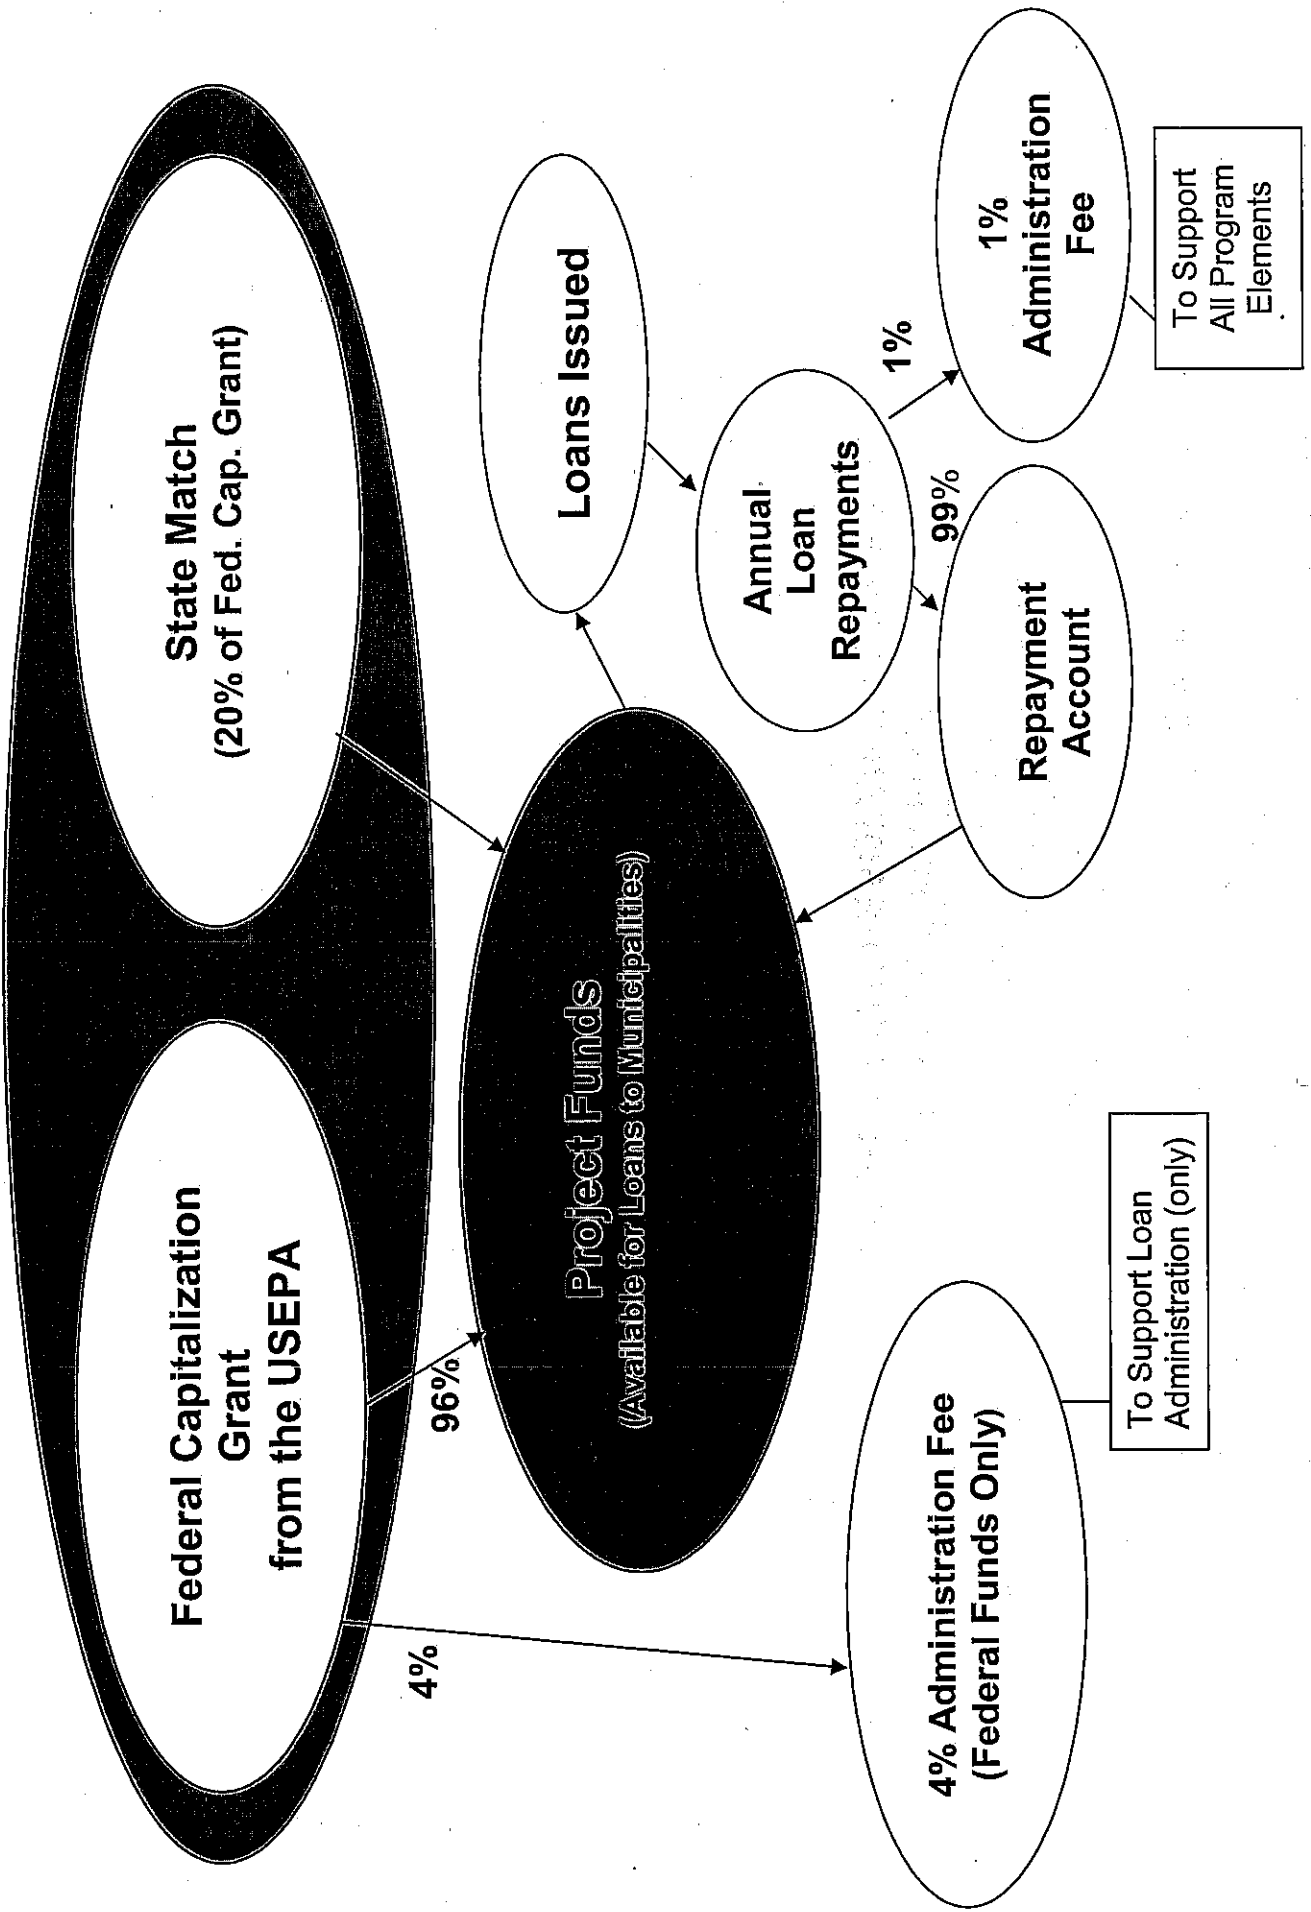 Federal Capitalization
Grant
from the USEPA
State Match
(20% of Fed. Cap. Grant)
4%
96%
Project Funds
(Available for Loans to Municipalities)
Loans Issued
Annual
Loan
Repayments
1%
99%
4% Administration Fee
(Federal Funds Only)
Repayment
Account
1%
Administration
Fee
To Support Loan
Administration (only)
To Support
All Program
Elements